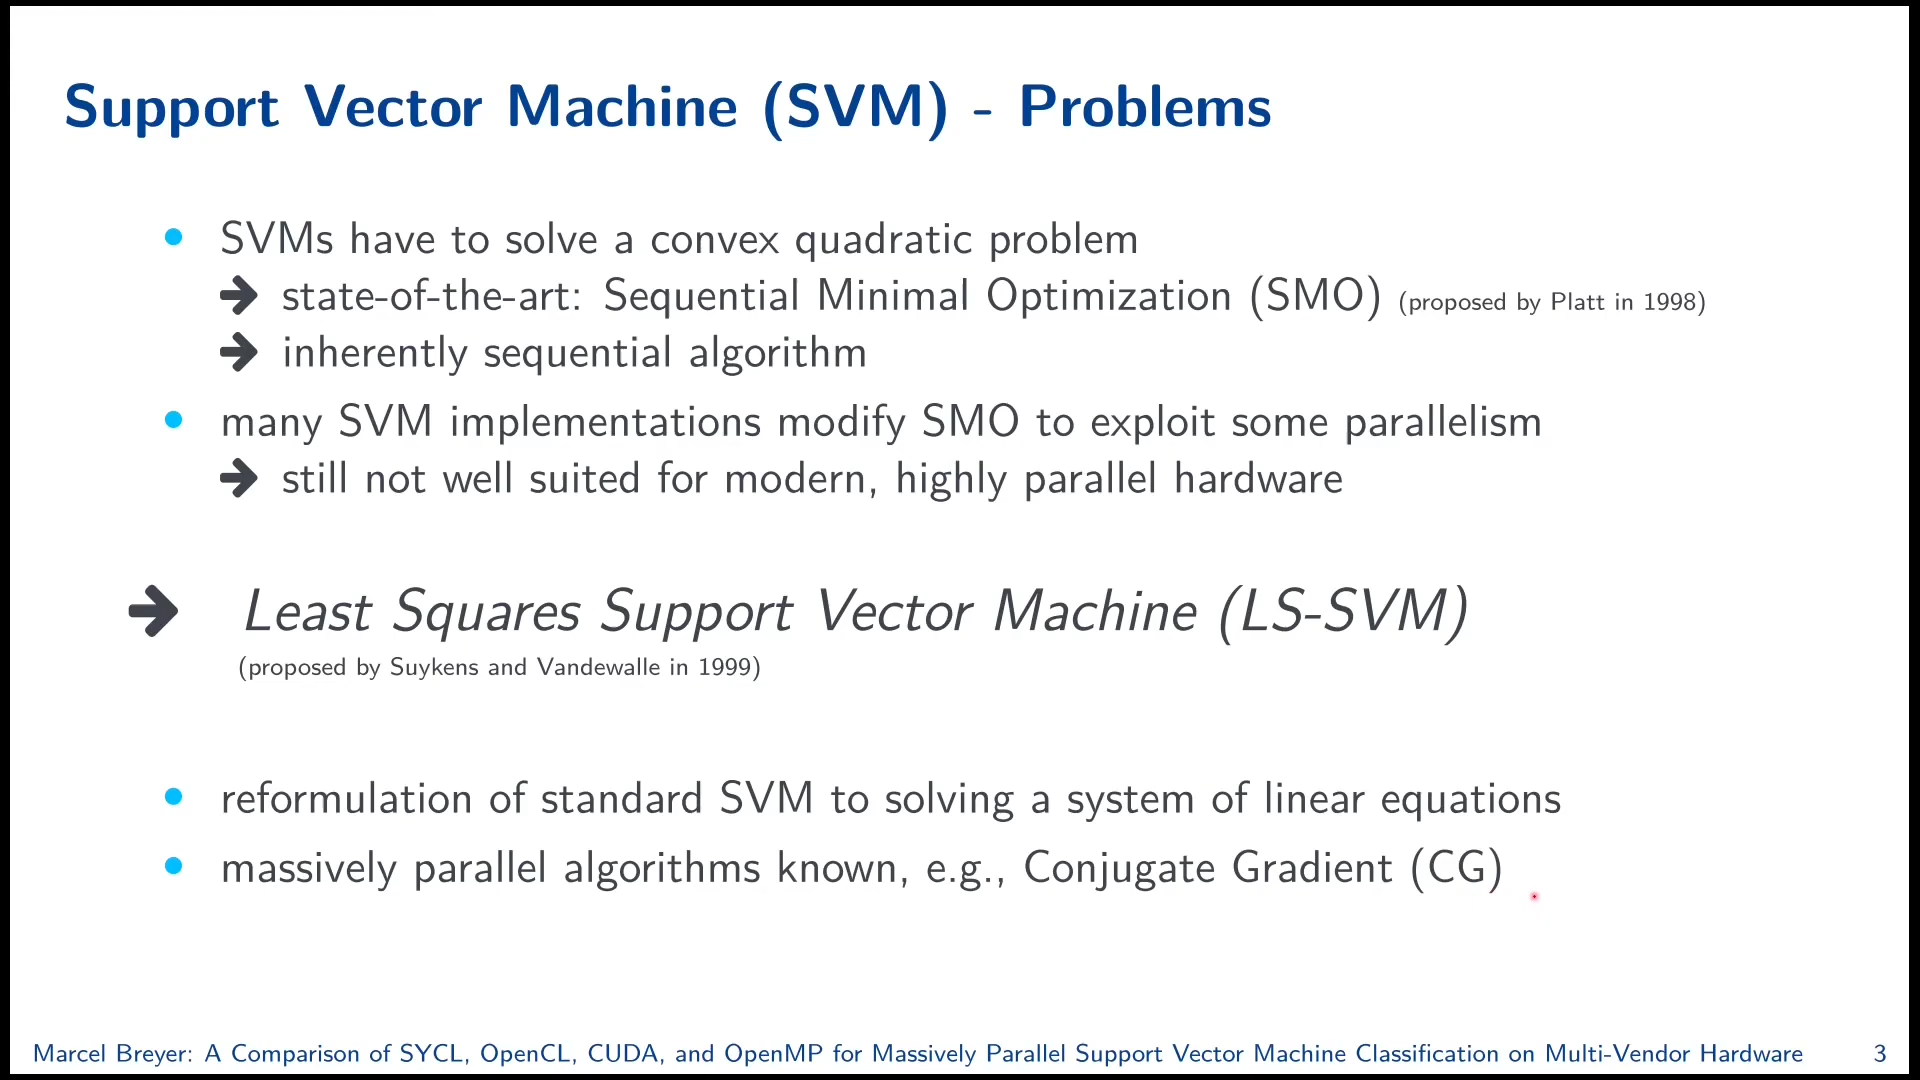 Support Vector Machine (SVM) - Problems
• SVMs have to solve a convex quadratic problem
➔ state-of-the-art: Sequential Minimal Optimization (SMO) (proposed by Platt in 1998)
➔ inherently sequential algorithm
• many SVM implementations modify SMO to exploit some parallelism
➔ still not well suited for modern, highly parallel hardware
➔ Least Squares Support Vector Machine (LS-SVM)
(proposed by Suykens and Vandewalle in 1999)
• reformulation of standard SVM to solving a system of linear equations
• massively parallel algorithms known, e.g., Conjugate Gradient (CG)
Marcel Breyer: A Comparison of SYCL, OpenCL, CUDA, and OpenMP for Massively Parallel Support Vector Machine Classification on Multi-Vendor Hardware 3